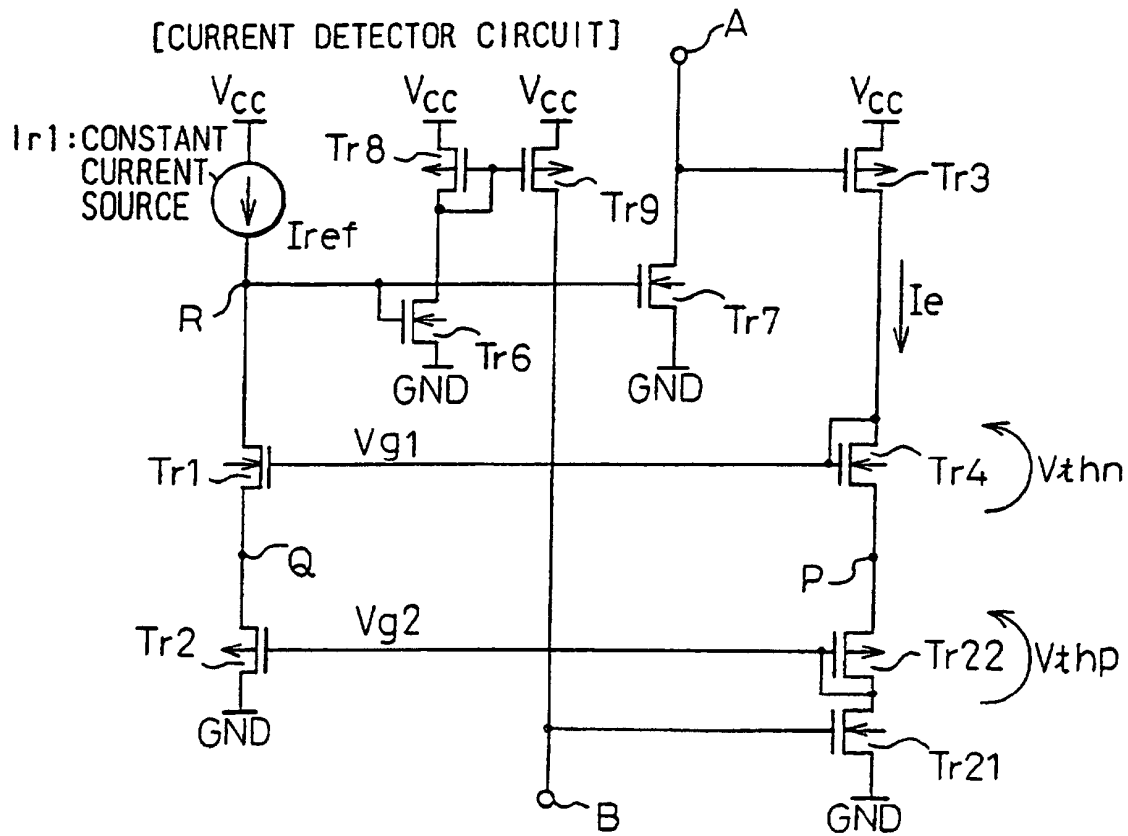 [CURRENT DETECTOR CIRCUIT]
A
VCC
VCC
VCC
VCC
Ir1:CONSTANT
CURRENT
SOURCE
Tr8
Tr9
Tr3
Iref
R
Tr6
Tr7
Ie
GND
GND
Vg1
Tr1
Tr4
Vthn
Q
P
Vg2
Tr2
Tr22
Vthp
GND
Tr21
B
GND